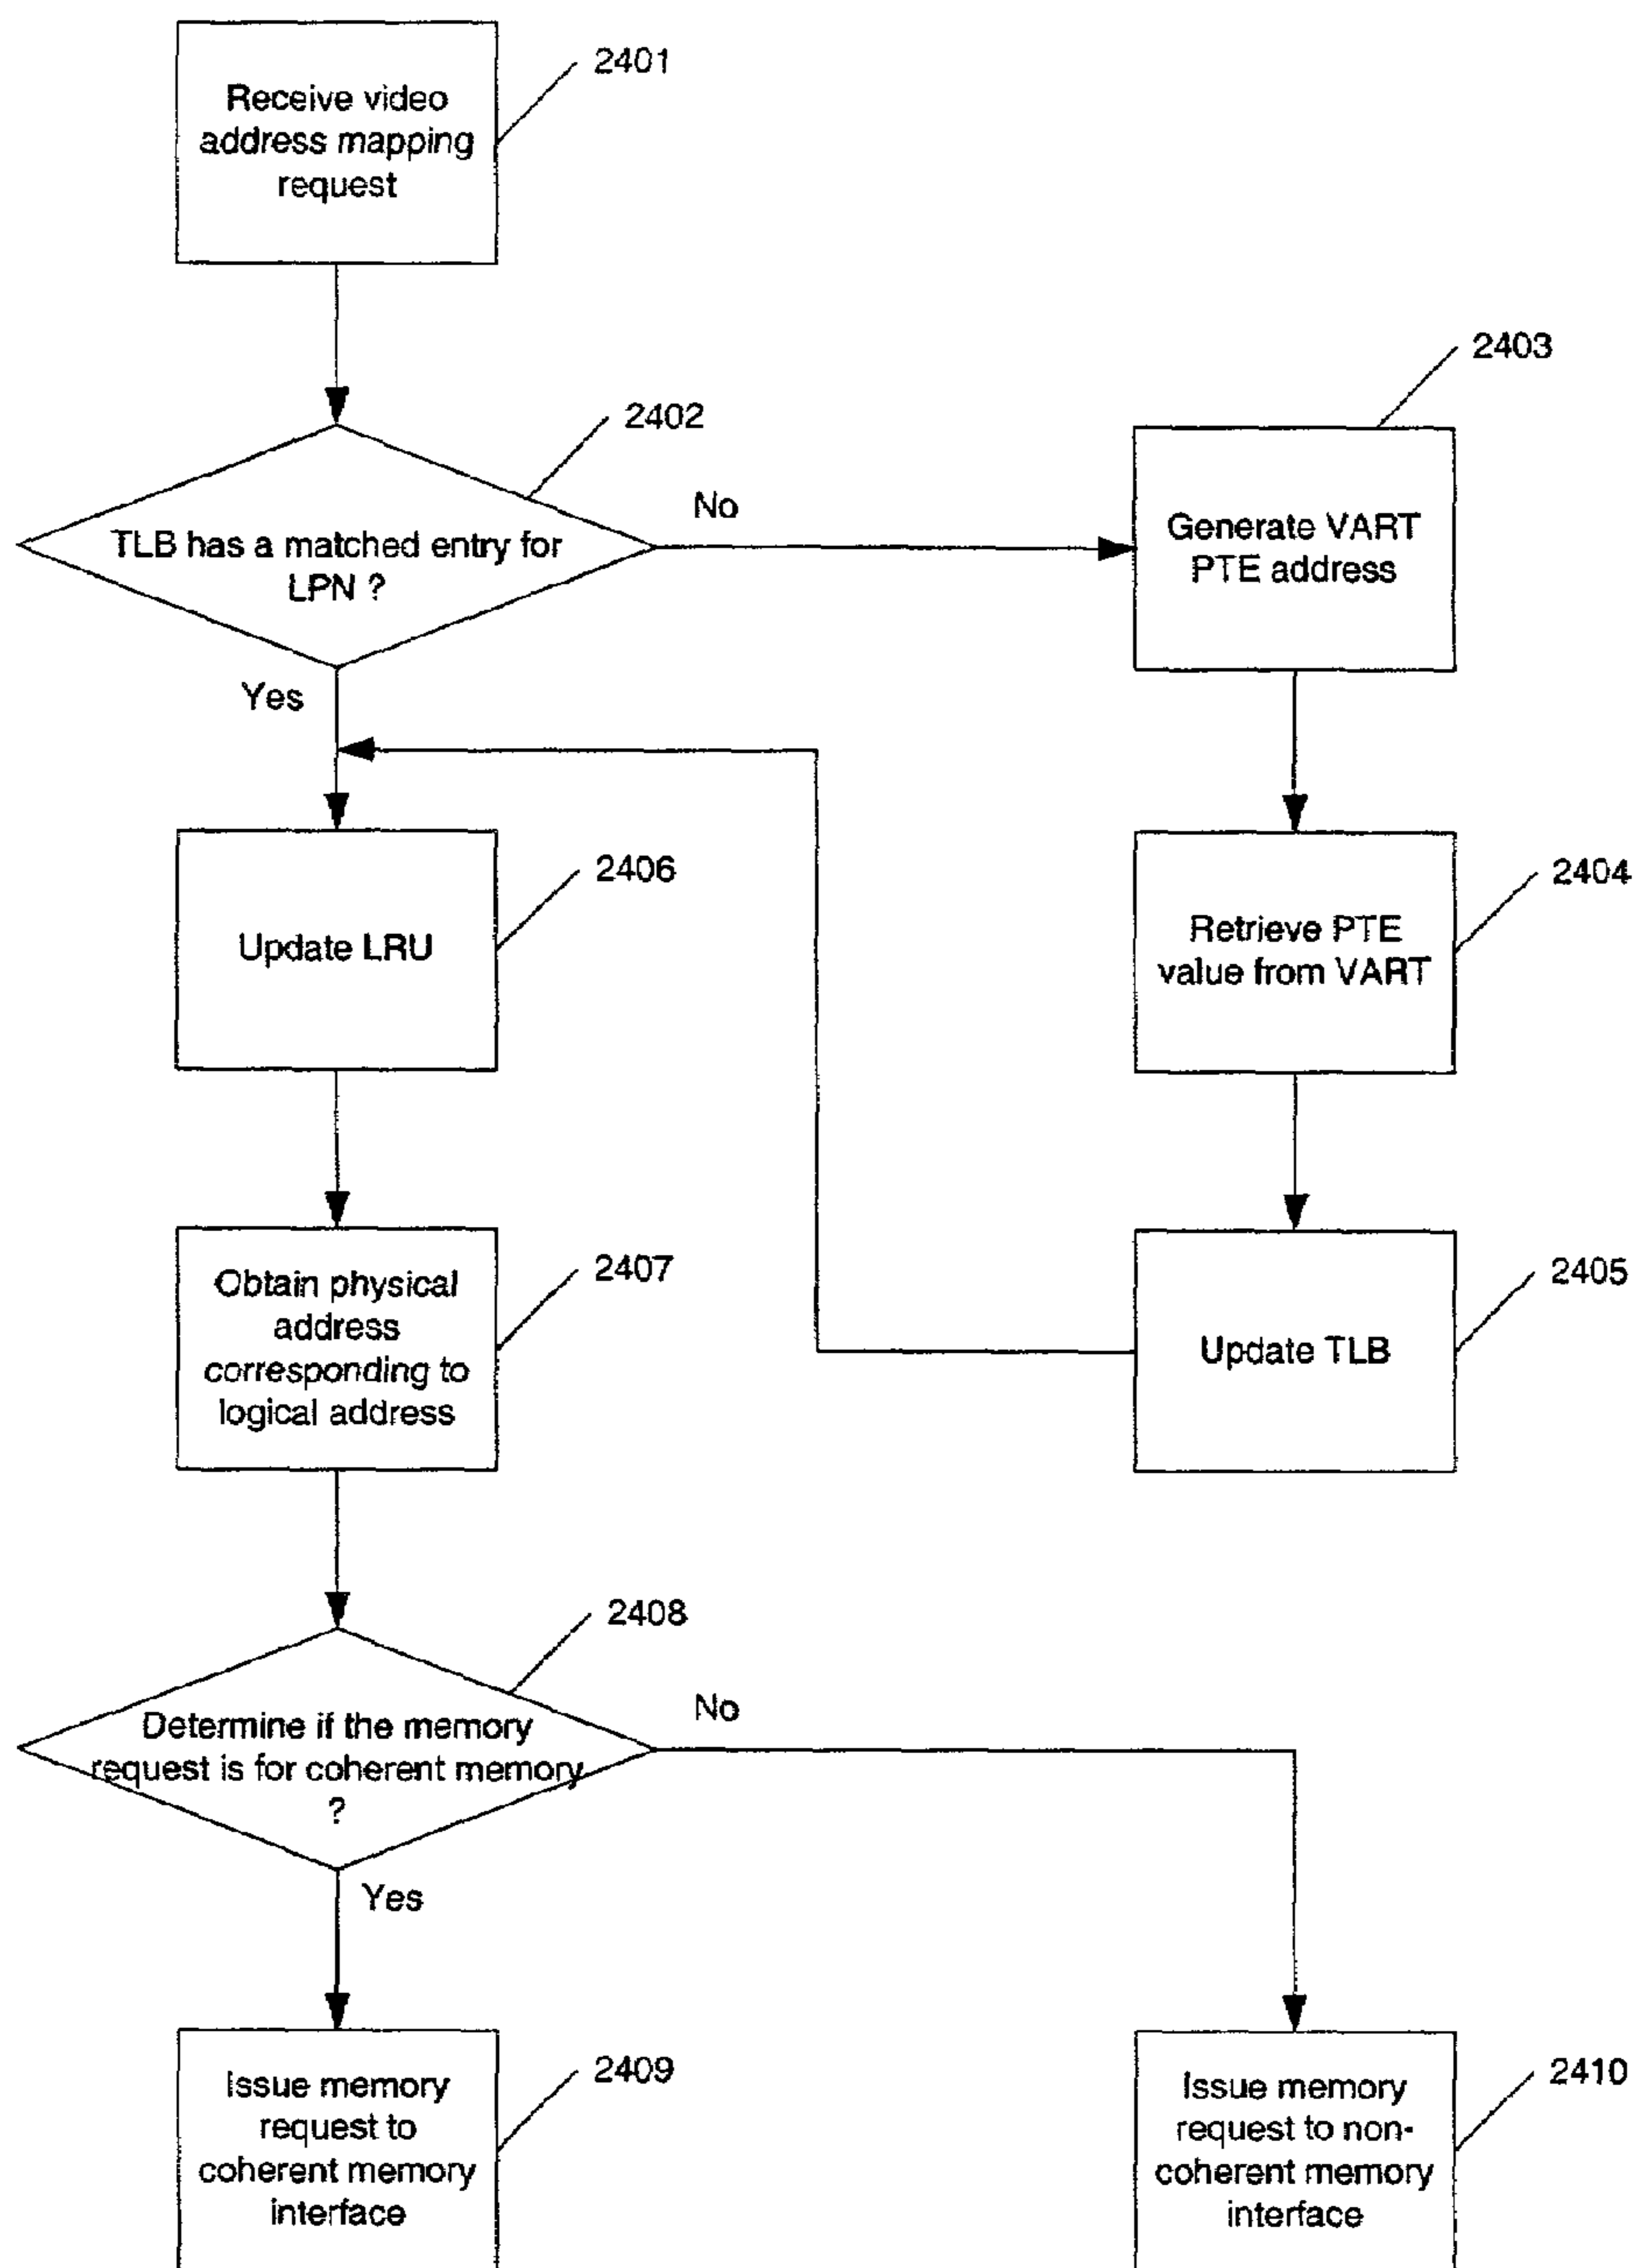 Receive video
address mapping
request
2401
2402
TLB has a matched entry for
LPN ?
No
Yes
2403
Generate VART
PTE address
2404
Retrieve PTE
value from VART
2405
Update TLB
2406
Update LRU
2407
Obtain physical
address
corresponding to
logical address
2408
Determine if the memory
request is for coherent memory
?
No
Yes
2409
Issue memory
request to
coherent memory
interface
2410
Issue memory
request to non-
coherent memory
interface